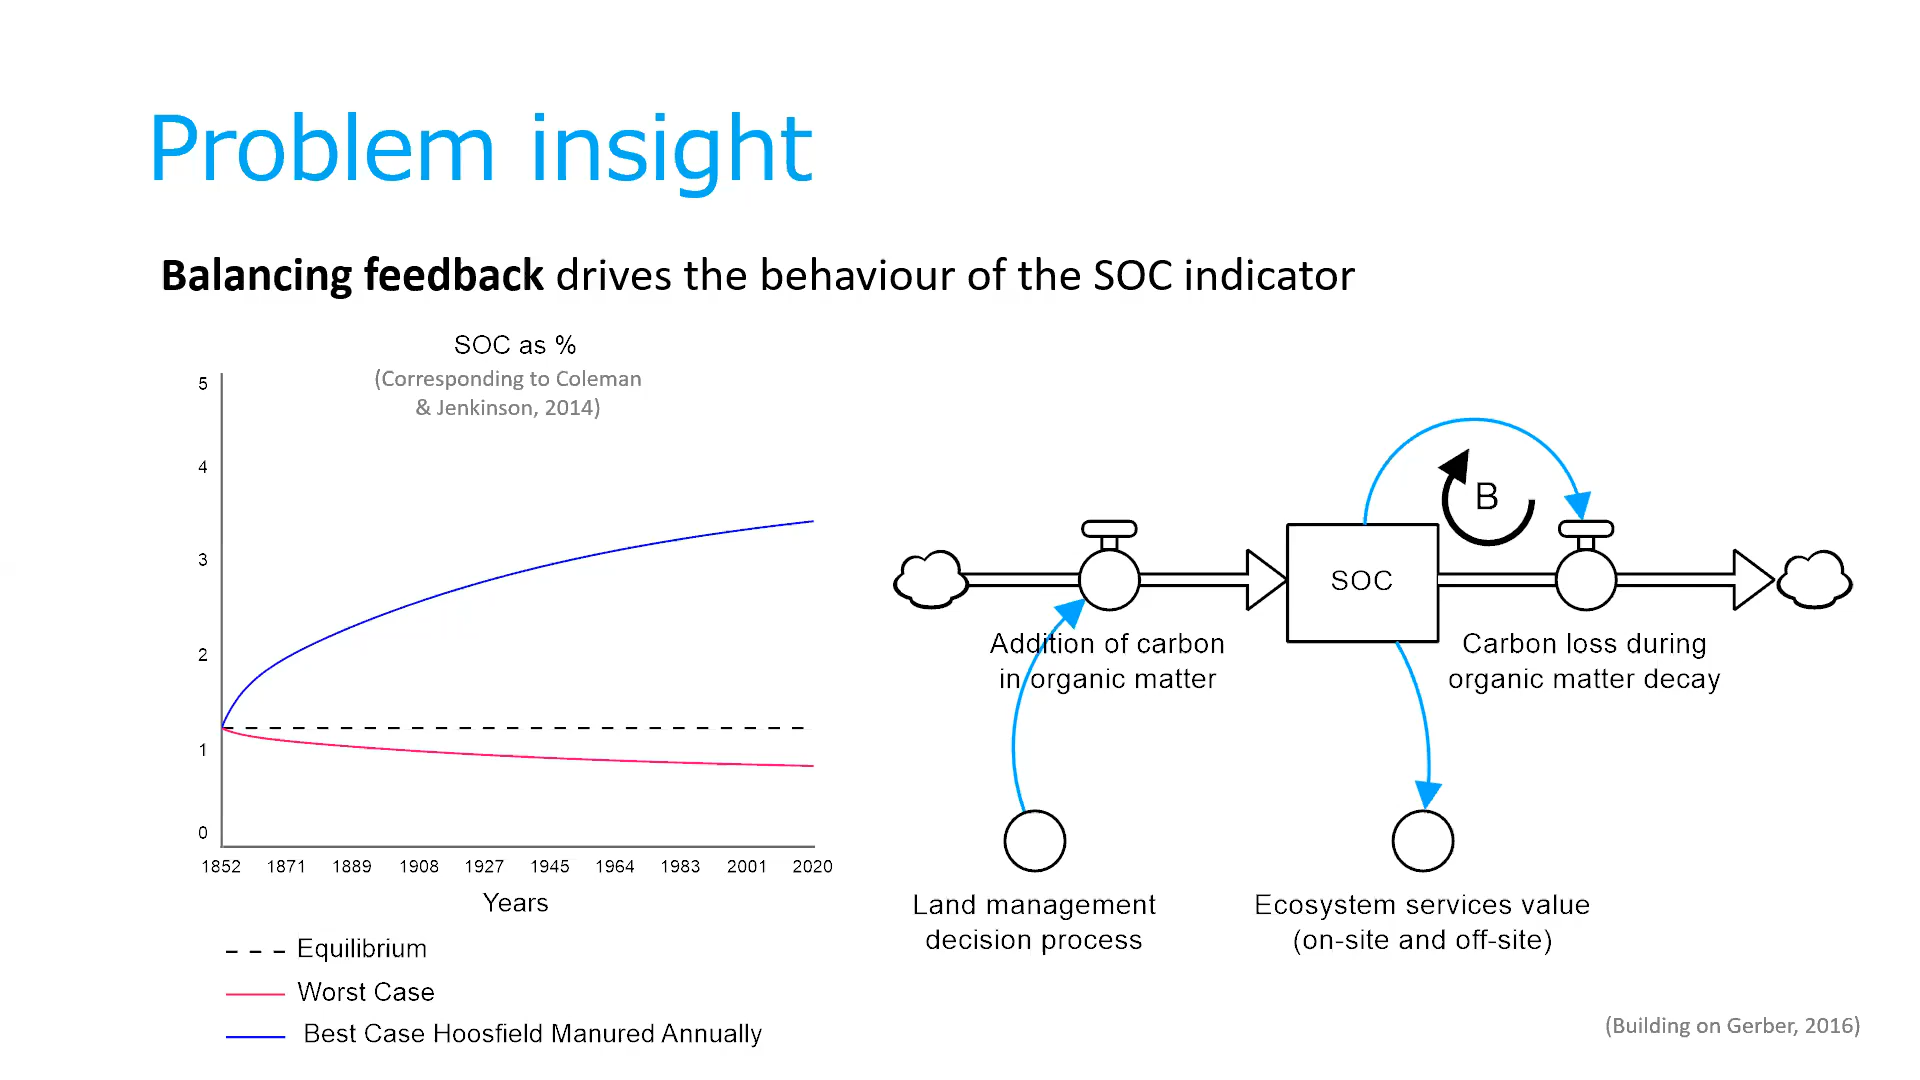 Problem insight
Balancing feedback drives the behaviour of the SOC indicator
SOC as %
(Corresponding to Coleman
& Jenkinson, 2014)
5
4
3
2
1
0
1852 1871 1889 1908 1927 1945 1964 1983 2001 2020
Years
Equilibrium
Worst Case
Best Case Hoosfield Manured Annually
B
SOC
Addition of carbon
in organic matter
Carbon loss during
organic matter decay
Land management
decision process
Ecosystem services value
(on-site and off-site)
(Building on Gerber, 2016)